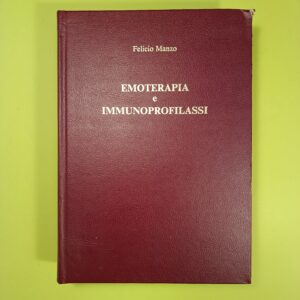 Felicio Manzo
EMOTERAPIA
e
IMMUNOPROFILASSI